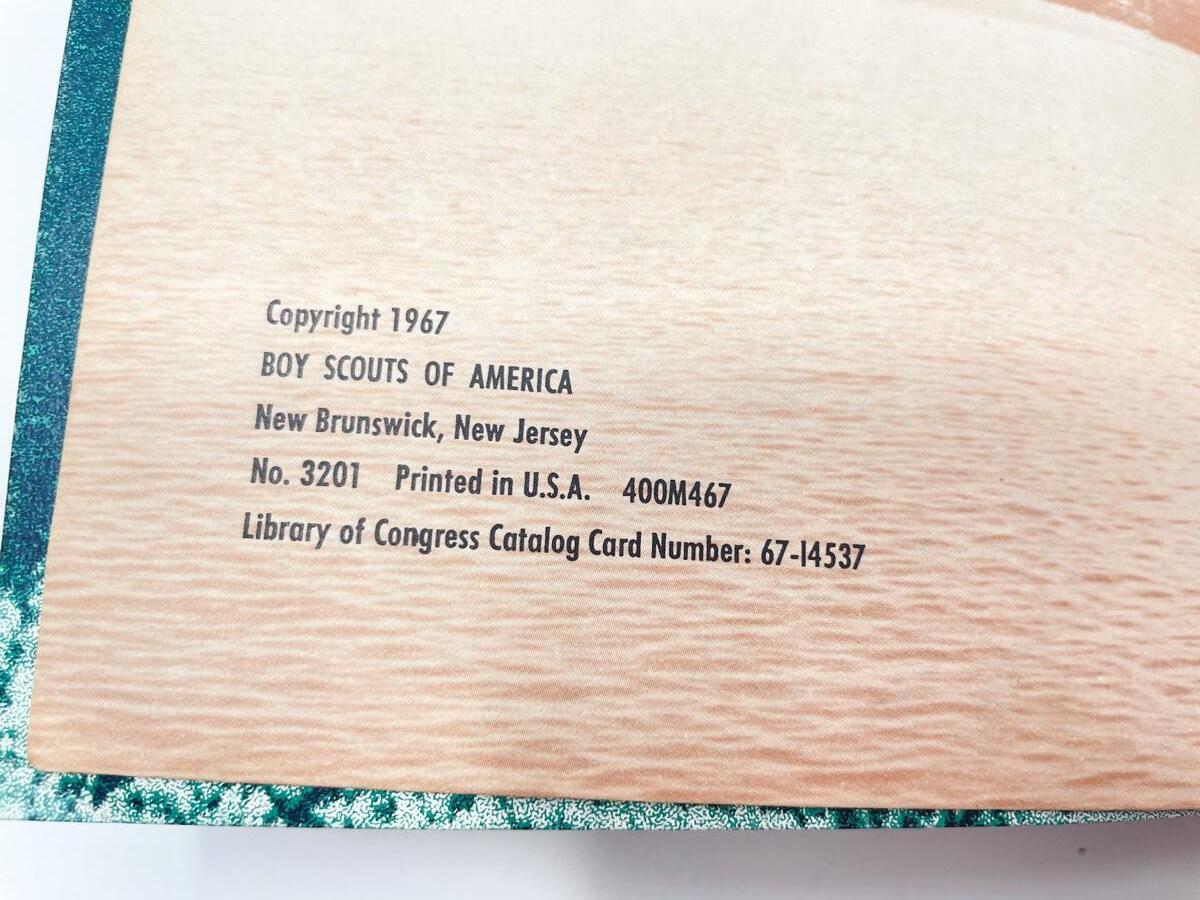 Copyright 1967
BOY SCOUTS OF AMERICA
New Brunswick, New Jersey
No. 3201 Printed in U.S.A. 400M467
Library of Congress Catalog Card Number: 67-14537